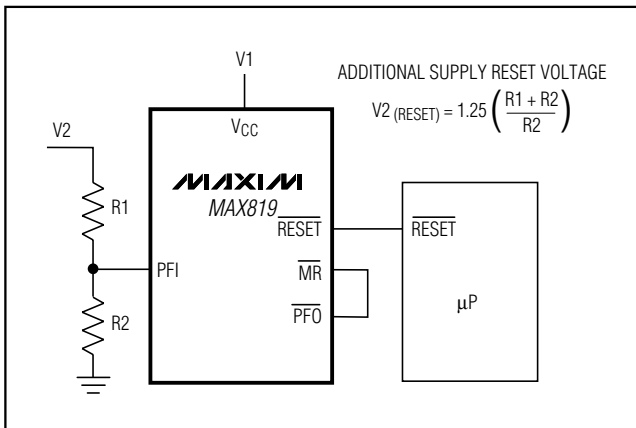 V1
ADDITIONAL SUPPLY RESET VOLTAGE
V2 (RESET) = 1.25 (R1 + R2 / R2)
VCC
V2
MAXIM
MAX819
R1
RESET
RESET
PFI
MR
µP
R2
PFO